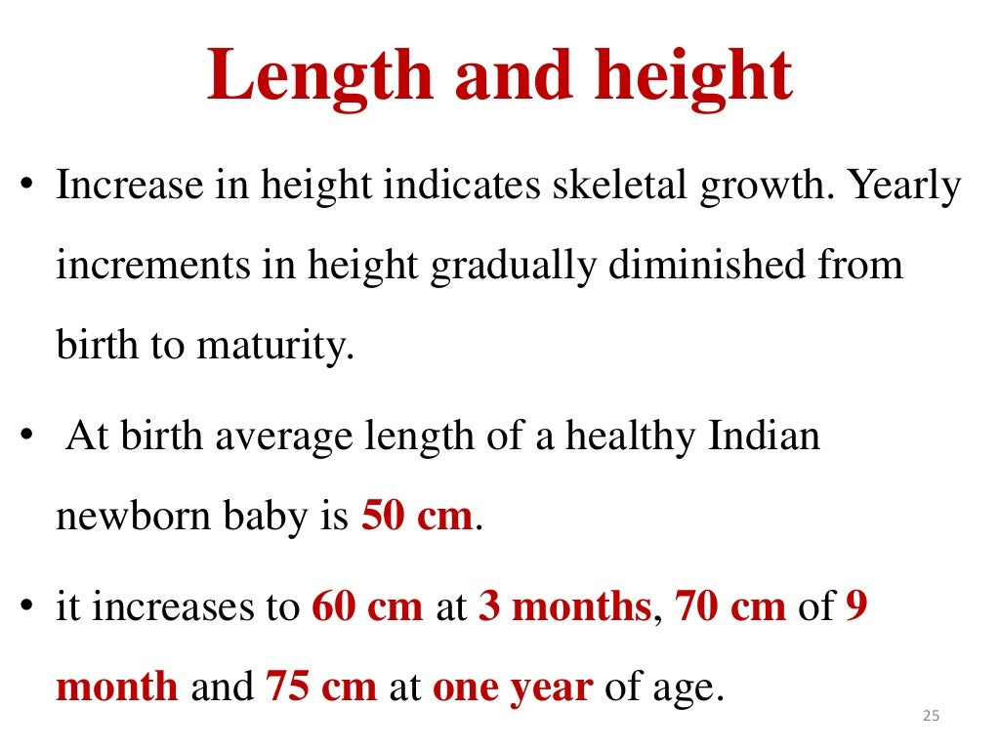 Length and height
• Increase in height indicates skeletal growth. Yearly
increments in height gradually diminished from
birth to maturity.
• At birth average length of a healthy Indian
newborn baby is 50 cm.
• it increases to 60 cm at 3 months, 70 cm of 9
month and 75 cm at one year of age.
25